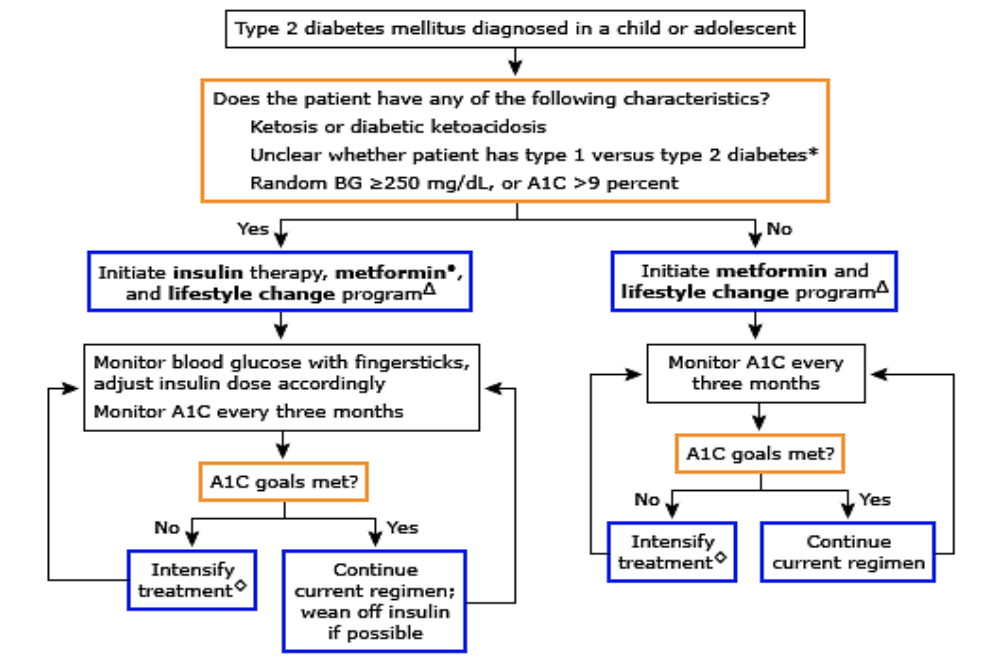 Type 2 diabetes mellitus diagnosed in a child or adolescent
Does the patient have any of the following characteristics?
Ketosis or diabetic ketoacidosis
Unclear whether patient has type 1 versus type 2 diabetes*
Random BG ≥250 mg/dL, or A1C >9 percent
Yes
No
Initiate insulin therapy, metformin•,
and lifestyle change programΔ
Initiate metformin and
lifestyle change programΔ
Monitor blood glucose with fingersticks,
adjust insulin dose accordingly
Monitor A1C every three months
Monitor A1C every
three months
A1C goals met?
A1C goals met?
No
Yes
No
Yes
Intensify
treatment◇
Continue
current regimen;
wean off insulin
if possible
Intensify
treatment◇
Continue
current regimen